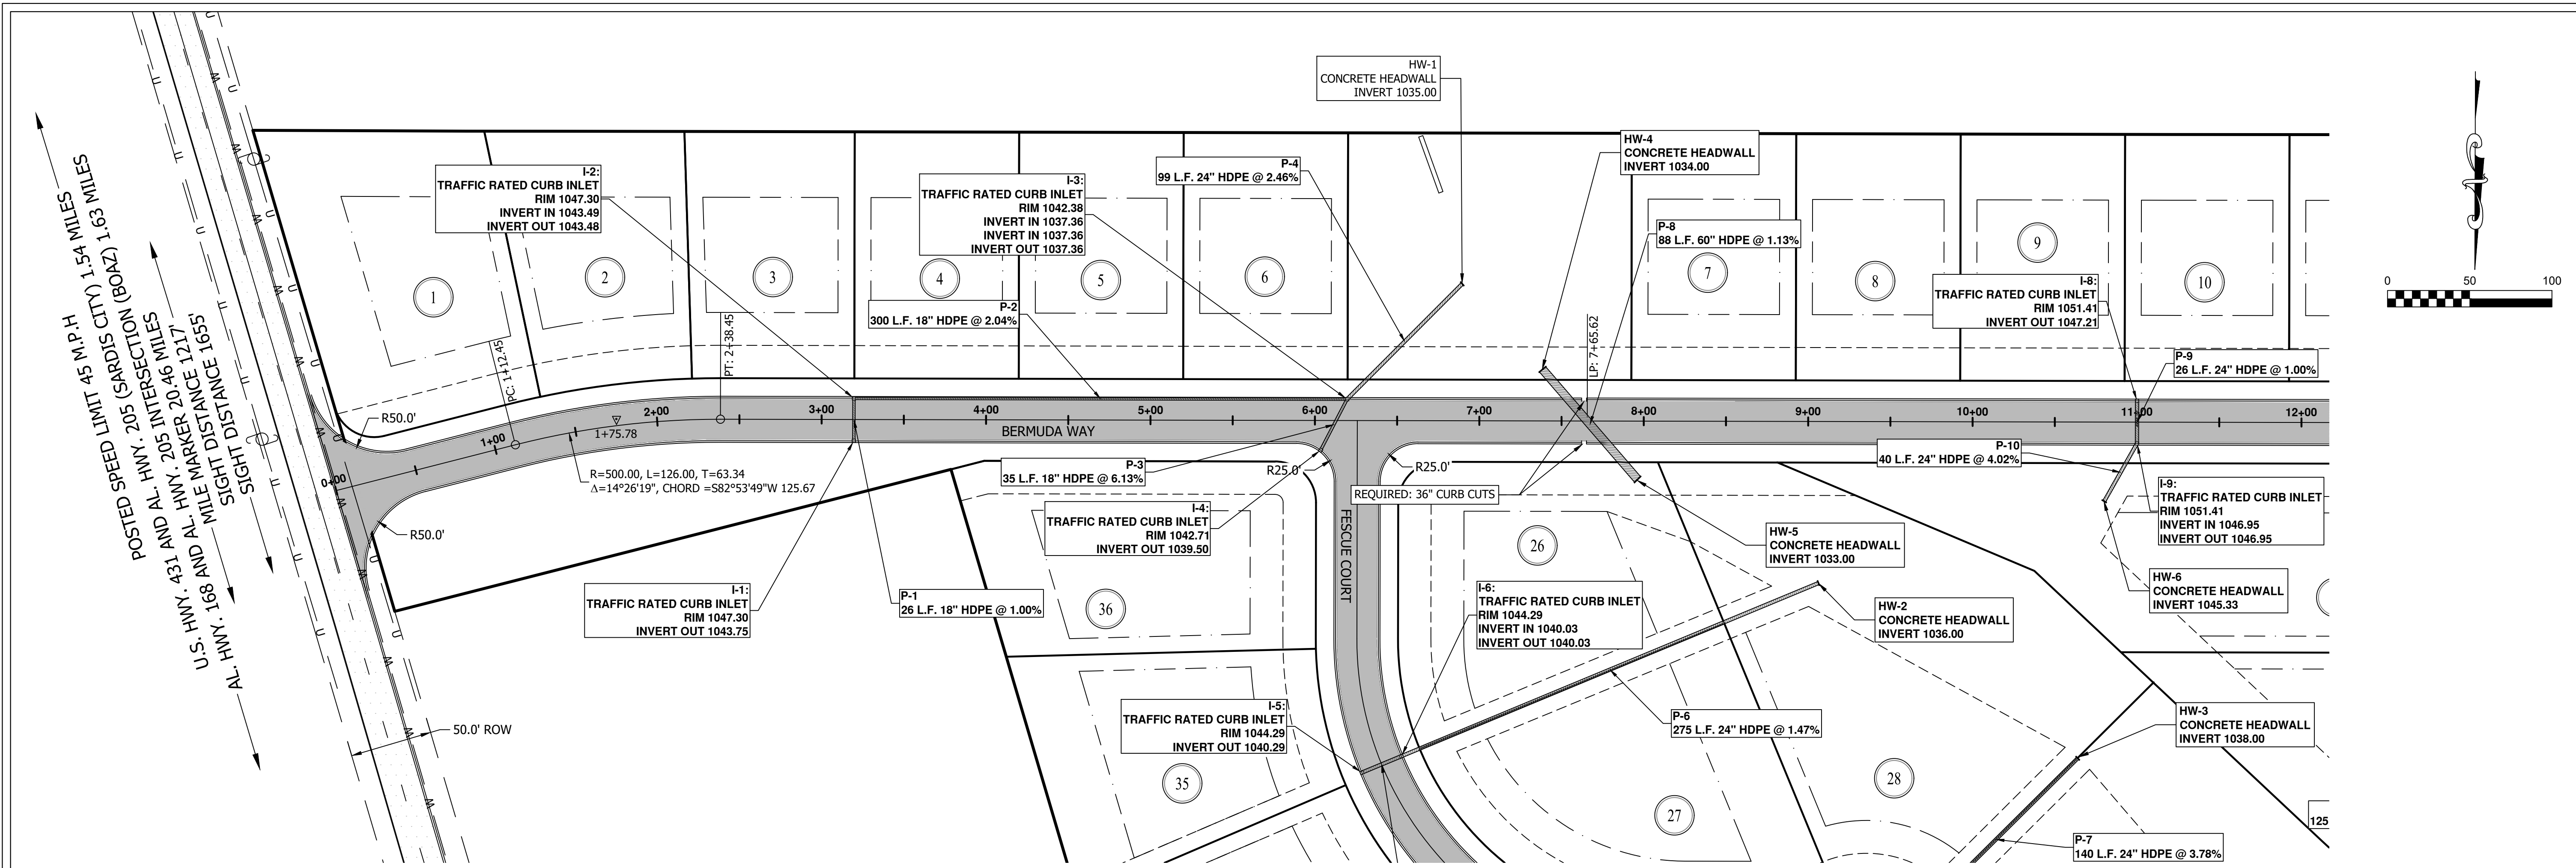 POSTED SPEED LIMIT 45 M.P.H
U.S. HWY. 431 AND AL. HWY. 205 (SARDIS CITY) 1.54 MILES
AL. HWY. 168 AND AL. HWY. 205 INTERSECTION (BOAZ) 1.63 MILES
MILE MARKER 20.46 MILES
SIGHT DISTANCE 1217'
SIGHT DISTANCE 1655'
HW-1
CONCRETE HEADWALL
INVERT 1035.00
I-2:
TRAFFIC RATED CURB INLET
RIM 1047.30
INVERT IN 1043.49
INVERT OUT 1043.48
I-3:
TRAFFIC RATED CURB INLET
RIM 1042.38
INVERT IN 1037.36
INVERT IN 1037.36
INVERT OUT 1037.36
P-4
99 L.F. 24" HDPE @ 2.46%
HW-4
CONCRETE HEADWALL
INVERT 1034.00
P-8
88 L.F. 60" HDPE @ 1.13%
I-8:
TRAFFIC RATED CURB INLET
RIM 1051.41
INVERT OUT 1047.21
0 50 100
1
2
3
4
5
6
7
8
9
10
P-2
300 L.F. 18" HDPE @ 2.04%
P-9
26 L.F. 24" HDPE @ 1.00%
PC: 1+12.45
PT: 2+38.45
LP: 7+65.62
0+00
1+00
2+00
3+00
4+00
5+00
6+00
7+00
8+00
9+00
10+00
11+00
12+00
1+75.78
BERMUDA WAY
R50.0'
R50.0'
R=500.00, L=126.00, T=63.34
Δ=14°26'19", CHORD =S82°53'49"W 125.67
P-3
35 L.F. 18" HDPE @ 6.13%
R25.0'
R25.0'
P-10
40 L.F. 24" HDPE @ 4.02%
REQUIRED: 36" CURB CUTS
I-9:
TRAFFIC RATED CURB INLET
RIM 1051.41
INVERT IN 1046.95
INVERT OUT 1046.95
I-4:
TRAFFIC RATED CURB INLET
RIM 1042.71
INVERT OUT 1039.50
FESCUE COURT
26
HW-5
CONCRETE HEADWALL
INVERT 1033.00
HW-6
CONCRETE HEADWALL
INVERT 1045.33
I-1:
TRAFFIC RATED CURB INLET
RIM 1047.30
INVERT OUT 1043.75
P-1
26 L.F. 18" HDPE @ 1.00%
36
I-6:
TRAFFIC RATED CURB INLET
RIM 1044.29
INVERT IN 1040.03
INVERT OUT 1040.03
HW-2
CONCRETE HEADWALL
INVERT 1036.00
I-5:
TRAFFIC RATED CURB INLET
RIM 1044.29
INVERT OUT 1040.29
P-6
275 L.F. 24" HDPE @ 1.47%
HW-3
CONCRETE HEADWALL
INVERT 1038.00
50.0' ROW
35
27
28
125
P-7
140 L.F. 24" HDPE @ 3.78%